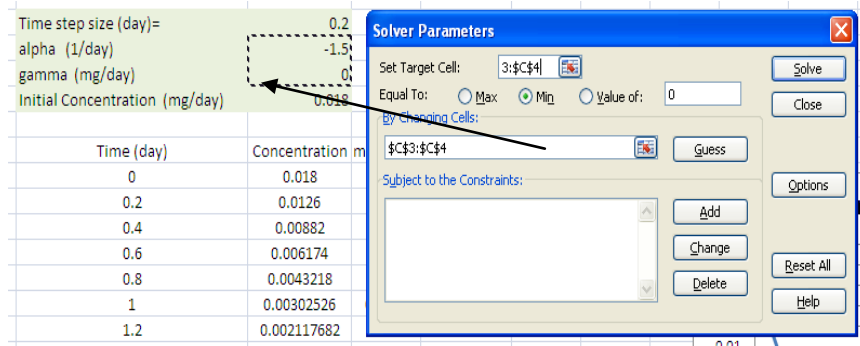 Time step size (day)= 0.2
alpha (1/day) -1.5
gamma (mg/day) 0
Initial Concentration (mg/day) 0.018
Time (day) Concentration m
0 0.018
0.2 0.0126
0.4 0.00882
0.6 0.006174
0.8 0.0043218
1 0.00302526
1.2 0.002117682
Solver Parameters
Set Target Cell: 3:$C$4 Solve
Equal To: Max Min Value of: 0 Close
By Changing Cells:
$C$3:$C$4 Guess
Subject to the Constraints: Options
Add
Change
Delete
Reset All
Help
0.01